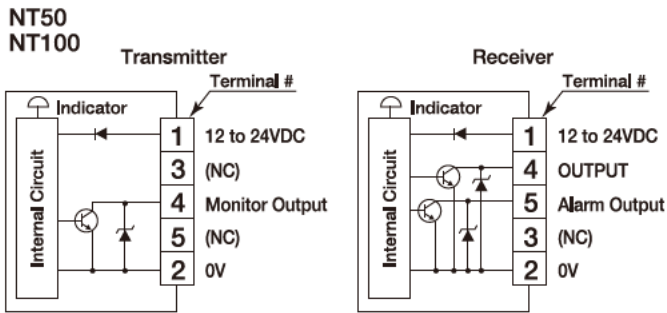 NT50
NT100
Transmitter
Terminal #
Indicator
Internal Circuit
1 12 to 24VDC
3 (NC)
4 Monitor Output
5 (NC)
2 0V
Receiver
Terminal #
Indicator
Internal Circuit
1 12 to 24VDC
4 OUTPUT
5 Alarm Output
3 (NC)
2 0V